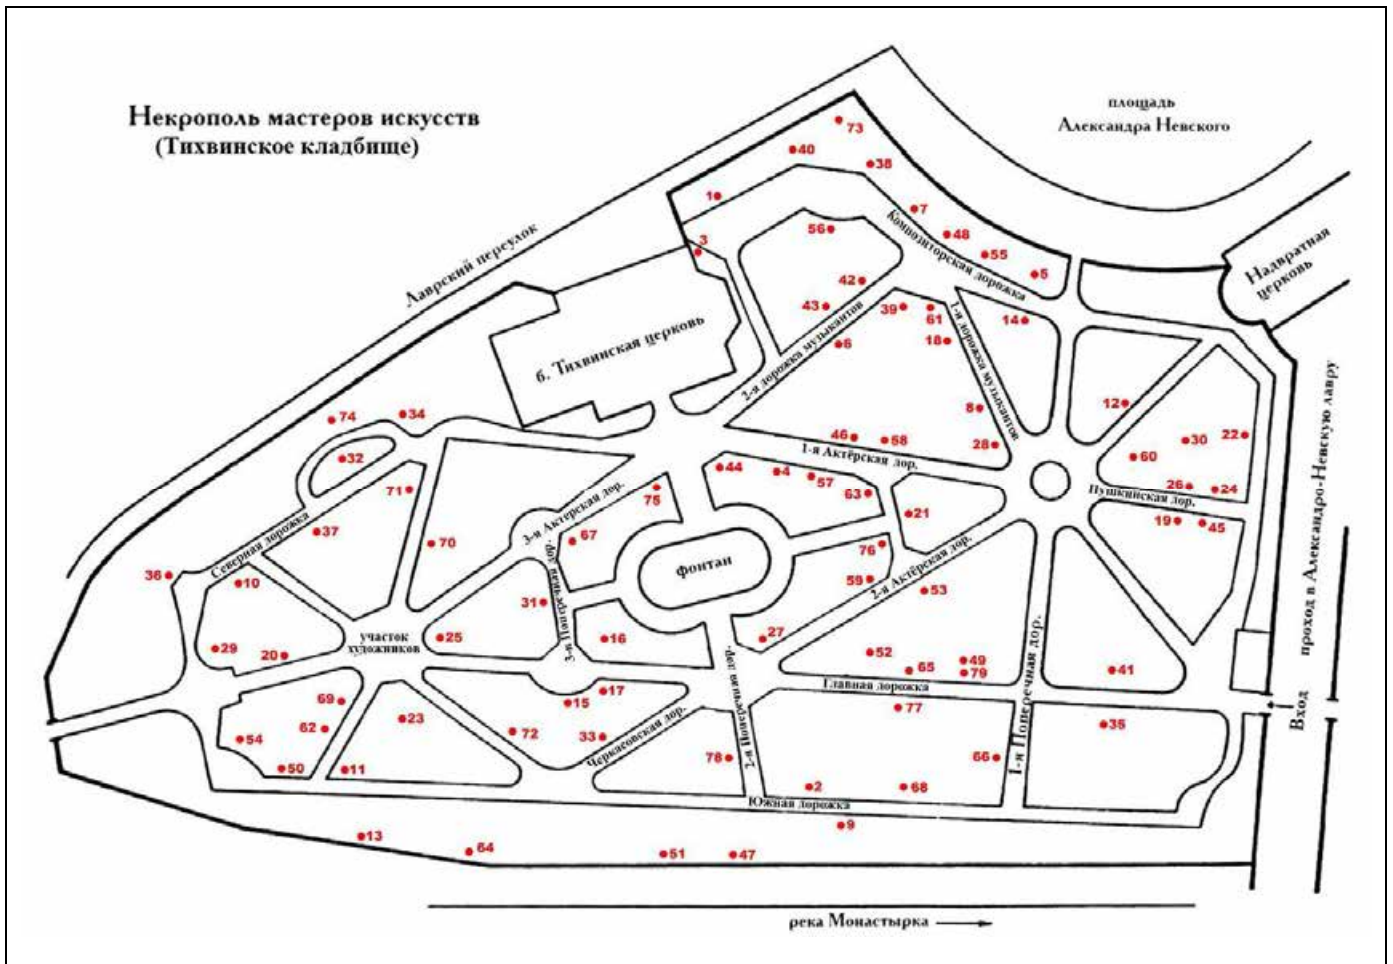 Некрополь мастеров искусств
(Тихвинское кладбище)
площадь
Александра Невского
73
40
38
1
7
Лаврский переулок
56
3
48
Композиторская дорожка
55
5
Надвратная
церковь
42
43
39
61
14
1-я дорожка музыкантов
б. Тихвинская церковь
2-я дорожка музыкантов
6
18
проход в Александро-Невскую лавру
74
34
8
12
46
58
28
22
30
1-я Актёрская дор.
32
60
44
4
57
71
75
63
26
24
Пушкинская дор.
3-я Актерская дор.
21
19
45
Северная дорожка
37
67
70
76
36
10
фонтан
59
2-я Актёрская дор.
53
31
3-я Поперечная дор.
29
20
участок
художников
25
16
27
52
65
49
79
41
Главная дорожка
2-я Поперечная дор.
1-я Поперечная дор.
69
17
15
77
Вход
62
23
72
33
35
54
Черкасовская дор.
78
66
50
11
2
68
Южная дорожка
9
13
64
51
47
река Монастырка